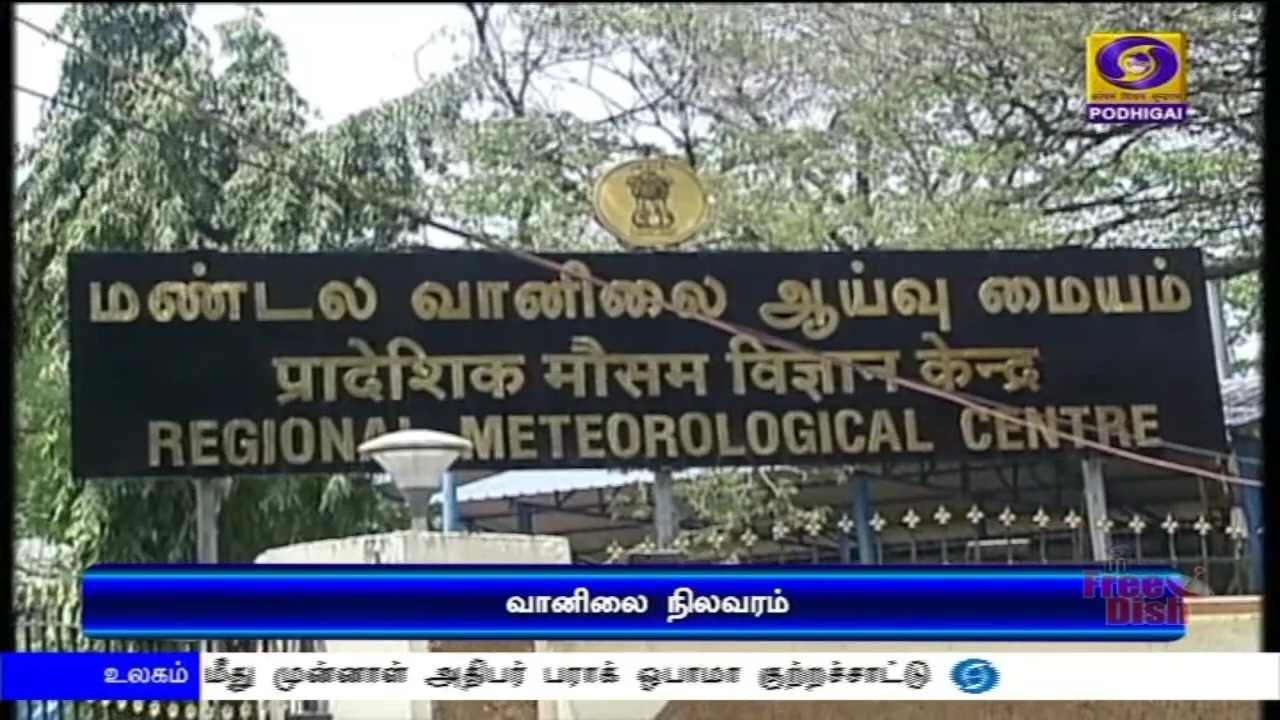 PODHIGAI
மண்டல வானிலை ஆய்வு மையம்
प्रादेशिक मौसम विज्ञान केन्द्र
REGIONAL METEOROLOGICAL CENTRE
வானிலை நிலவரம்
Free Dish
உலகம் மீது முன்னாள் அதிபர் பராக் ஒபாமா குற்றச்சாட்டு